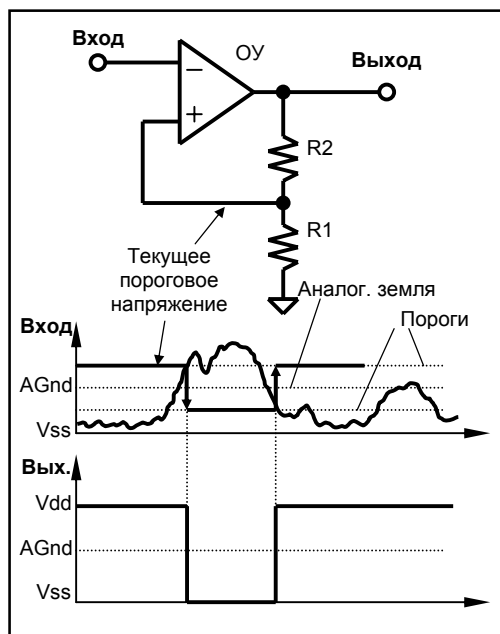 Вход
ОУ
Выход
−
+
R2
R1
Текущее
пороговое
напряжение
Аналог. земля
Пороги
Вход
AGnd
Vss
Вых.
Vdd
AGnd
Vss